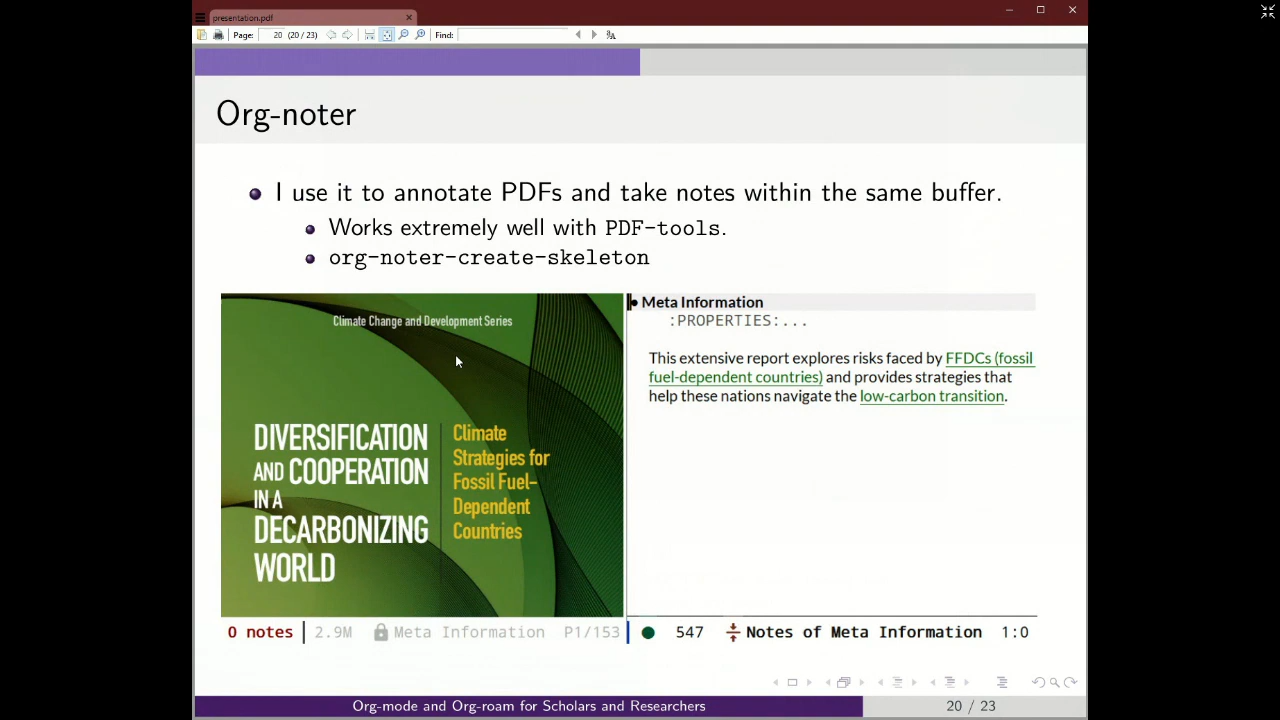 presentation.pdf
Page: 20 (20 / 23) Find:
Org-noter
I use it to annotate PDFs and take notes within the same buffer.
Works extremely well with PDF-tools.
org-noter-create-skeleton
Climate Change and Development Series
DIVERSIFICATION
AND COOPERATION
IN A
DECARBONIZING
WORLD
Climate
Strategies for
Fossil Fuel–
Dependent
Countries
Meta Information
:PROPERTIES:...
This extensive report explores risks faced by FFDCs (fossil
fuel-dependent countries) and provides strategies that
help these nations navigate the low-carbon transition.
0 notes 2.9M Meta Information P1/153
547 Notes of Meta Information 1:0
Org-mode and Org-roam for Scholars and Researchers 20 / 23